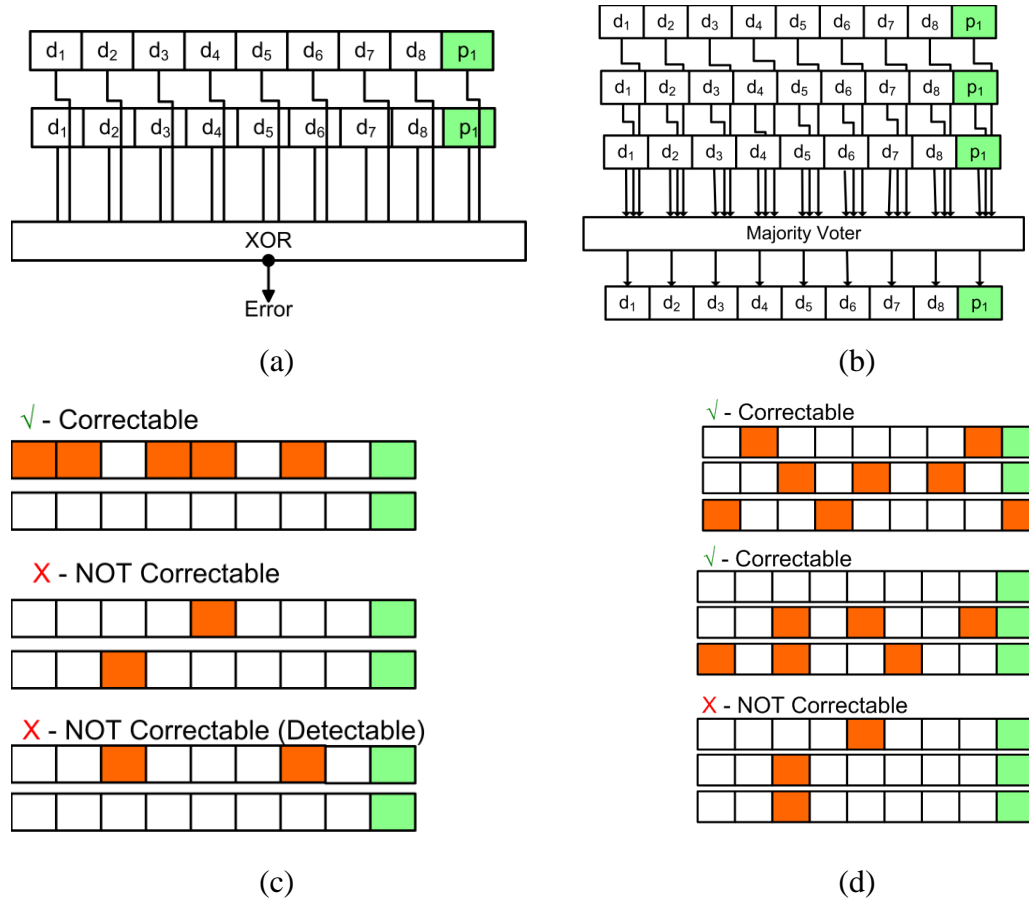 d1 d2 d3 d4 d5 d6 d7 d8 p1
d1 d2 d3 d4 d5 d6 d7 d8 p1
XOR
Error
(a)
d1 d2 d3 d4 d5 d6 d7 d8 p1
d1 d2 d3 d4 d5 d6 d7 d8 p1
d1 d2 d3 d4 d5 d6 d7 d8 p1
Majority Voter
d1 d2 d3 d4 d5 d6 d7 d8 p1
(b)
√ - Correctable
X - NOT Correctable
X - NOT Correctable (Detectable)
(c)
√ - Correctable
√ - Correctable
X - NOT Correctable
(d)